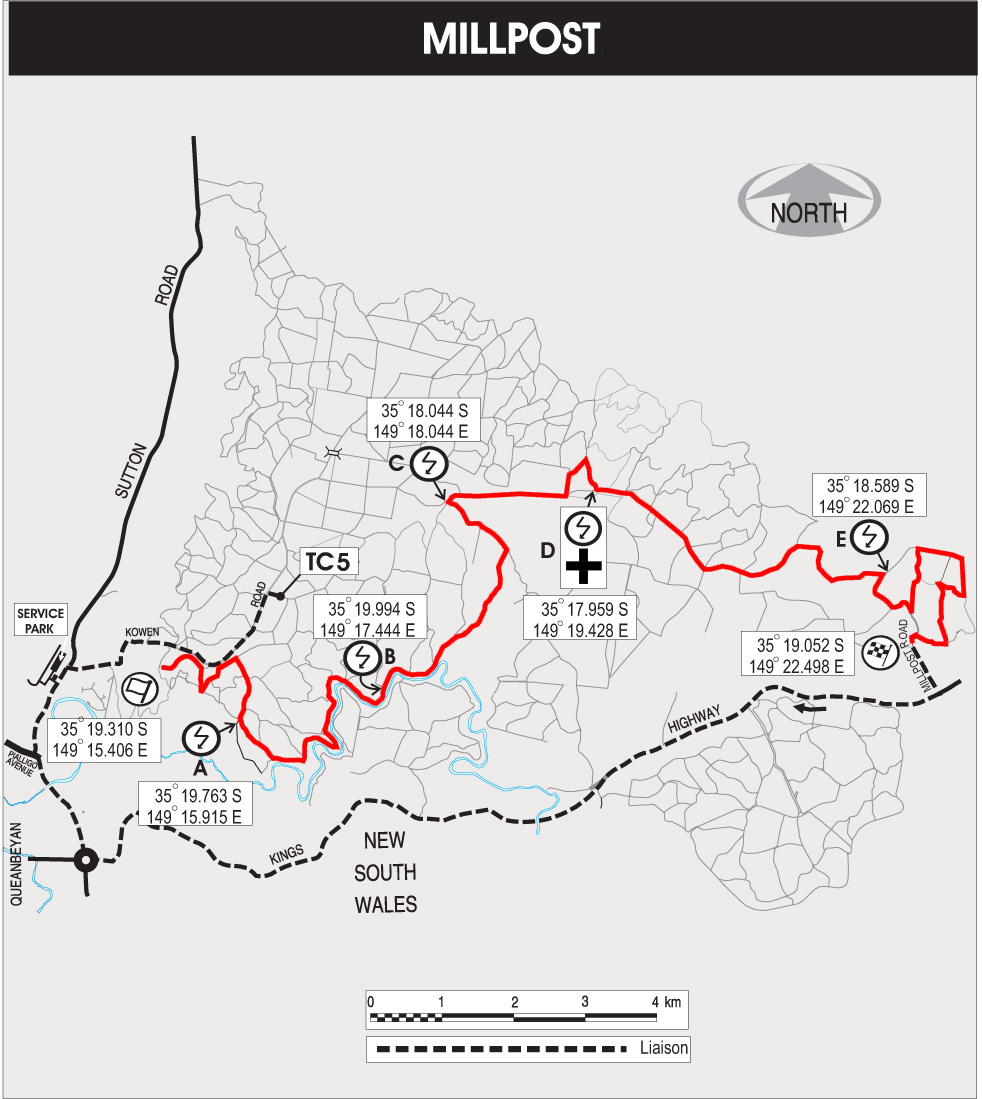 MILLPOST
NORTH
ROAD
SUTTON
35° 18.044 S
149° 18.044 E
C
35° 18.589 S
149° 22.069 E
E
D
TC5
ROAD
35° 19.994 S
149° 17.444 E
B
35° 17.959 S
149° 19.428 E
SERVICE
PARK
KOWEN
35° 19.052 S
149° 22.498 E
MILLPOST ROAD
HIGHWAY
35° 19.310 S
149° 15.406 E
PIALLIGO
AVENUE
A
35° 19.763 S
149° 15.915 E
QUEANBEYAN
KINGS
NEW
SOUTH
WALES
0 1 2 3 4 km
Liaison